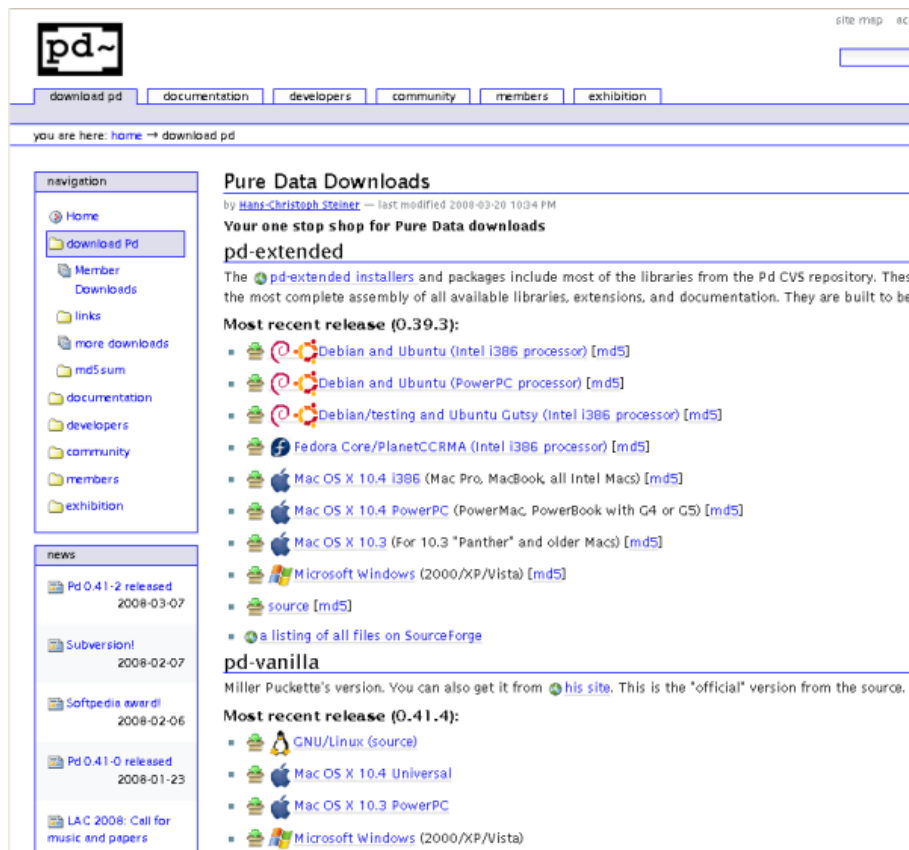 site map ac
pd~
download pd documentation developers community members exhibition
you are here: home → download pd
navigation
Home
download Pd
Member
Downloads
links
more downloads
md5sum
documentation
developers
community
members
exhibition
news
Pd 0.41-2 released
2008-03-07
Subversion!
2008-02-07
Softpedia award!
2008-02-06
Pd 0.41-0 released
2008-01-23
LAC 2008: Call for
music and papers
Pure Data Downloads
by Hans-Christoph Steiner — last modified 2008-03-20 10:34 PM
Your one stop shop for Pure Data downloads
pd-extended
The pd-extended installers and packages include most of the libraries from the Pd CVS repository. Thes
the most complete assembly of all available libraries, extensions, and documentation. They are built to be
Most recent release (0.39.3):
Debian and Ubuntu (Intel i386 processor) [md5]
Debian and Ubuntu (PowerPC processor) [md5]
Debian/testing and Ubuntu Gutsy (Intel i386 processor) [md5]
Fedora Core/PlanetCCRMA (Intel i386 processor) [md5]
Mac OS X 10.4 i386 (Mac Pro, MacBook, all Intel Macs) [md5]
Mac OS X 10.4 PowerPC (PowerMac, PowerBook with G4 or G5) [md5]
Mac OS X 10.3 (For 10.3 "Panther" and older Macs) [md5]
Microsoft Windows (2000/XP/Vista) [md5]
source [md5]
a listing of all files on SourceForge
pd-vanilla
Miller Puckette's version. You can also get it from his site. This is the "official" version from the source.
Most recent release (0.41.4):
GNU/Linux (source)
Mac OS X 10.4 Universal
Mac OS X 10.3 PowerPC
Microsoft Windows (2000/XP/Vista)